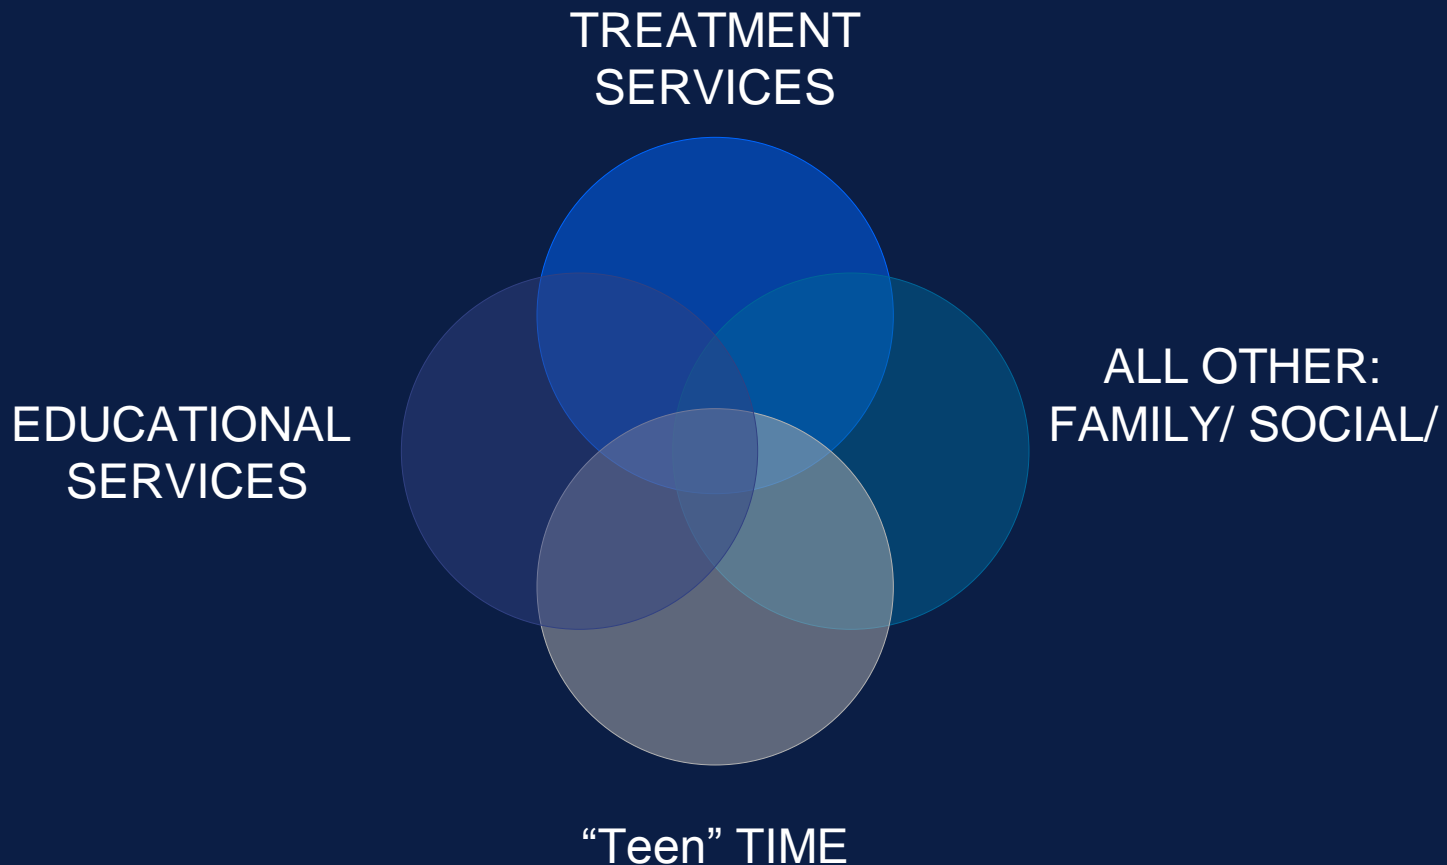 TREATMENT
SERVICES
EDUCATIONAL
SERVICES
ALL OTHER:
FAMILY/ SOCIAL/
“Teen” TIME